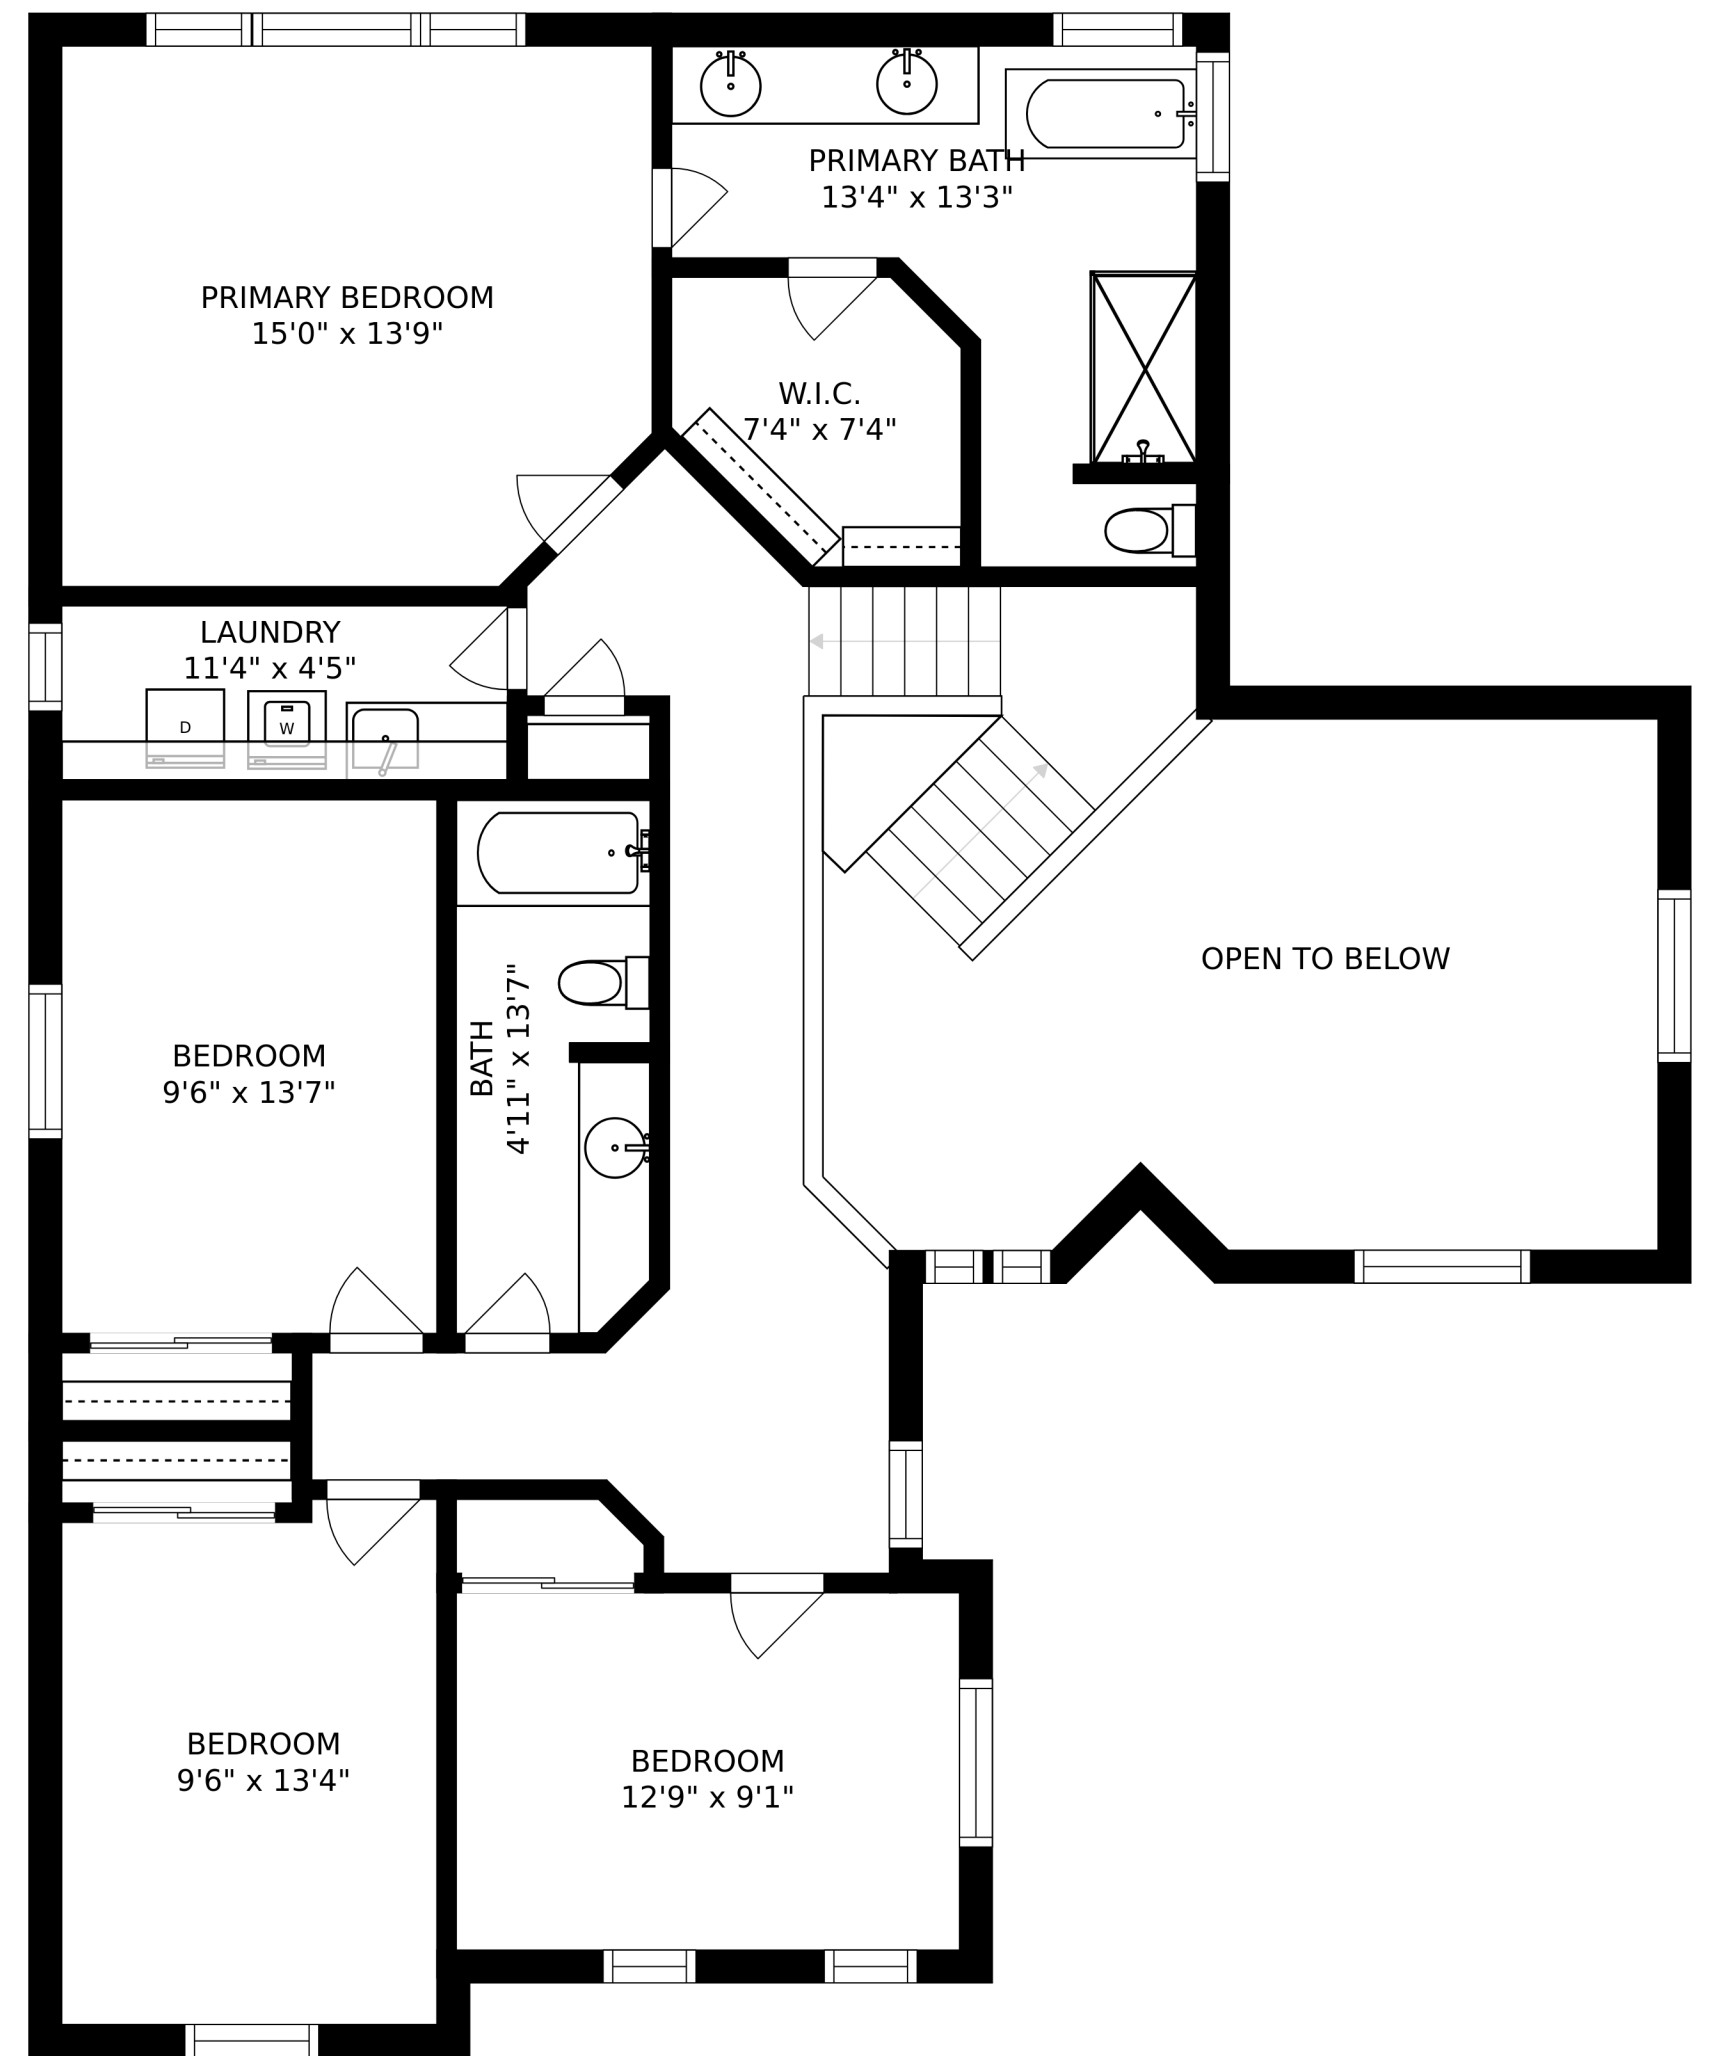 PRIMARY BATH
13'4" x 13'3"
PRIMARY BEDROOM
15'0" x 13'9"
W.I.C.
7'4" x 7'4"
LAUNDRY
11'4" x 4'5"
D
W
OPEN TO BELOW
BEDROOM
9'6" x 13'7"
BATH
4'11" x 13'7"
BEDROOM
9'6" x 13'4"
BEDROOM
12'9" x 9'1"